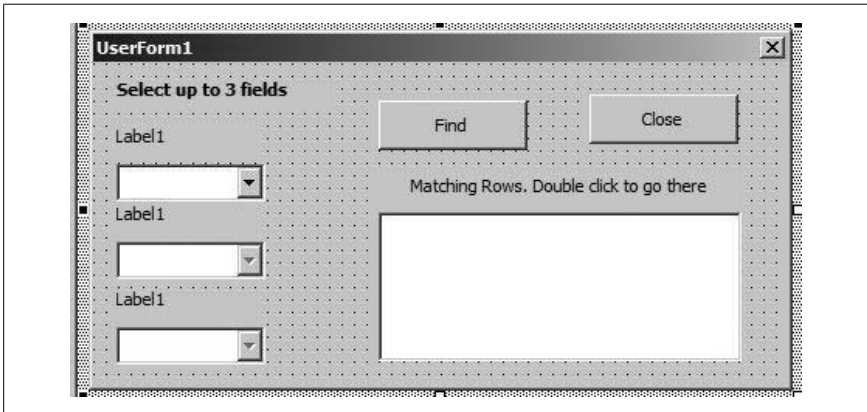 UserForm1
Select up to 3 fields
Find
Close
Label1
Matching Rows. Double click to go there
Label1
Label1